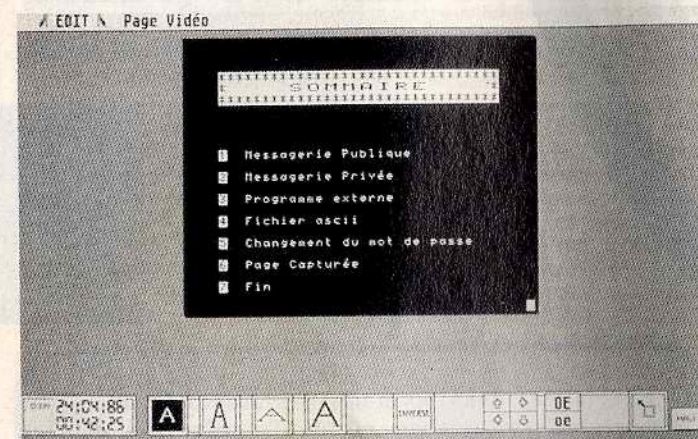 EDIT Page Vidéo
SOMMAIRE
1 Messagerie Publique
2 Messagerie Privée
3 Programme externe
4 Fichier ascii
5 Changement du mot de passe
6 Page Capturée
7 Fin
24:04:86
00:42:25
A A A A INVERSE OE
oe